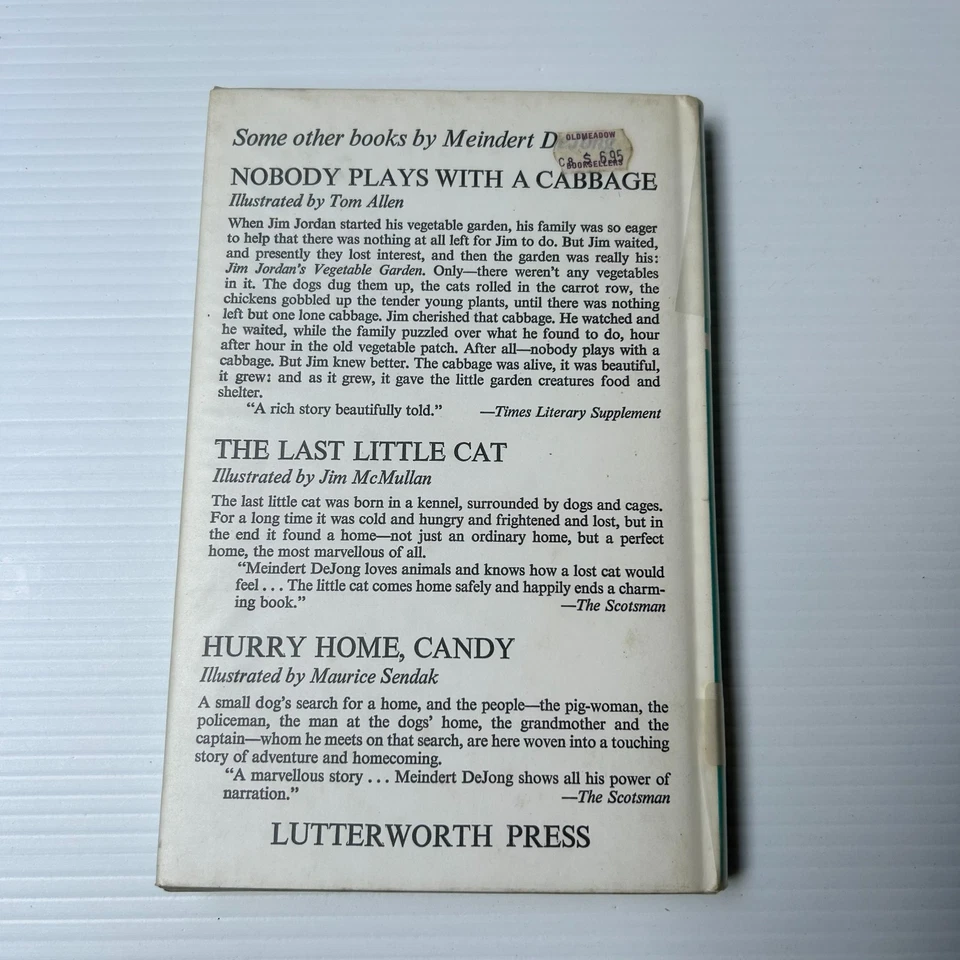 Some other books by Meindert DeJong
OLDMEADOW
C8 $ 6.95
BOOKSELLERS
NOBODY PLAYS WITH A CABBAGE
Illustrated by Tom Allen
When Jim Jordan started his vegetable garden, his family was so eager
to help that there was nothing at all left for Jim to do. But Jim waited,
and presently they lost interest, and then the garden was really his:
Jim Jordan's Vegetable Garden. Only—there weren't any vegetables
in it. The dogs dug them up, the cats rolled in the carrot row, the
chickens gobbled up the tender young plants, until there was nothing
left but one lone cabbage. Jim cherished that cabbage. He watched and
he waited, while the family puzzled over what he found to do, hour
after hour in the old vegetable patch. After all—nobody plays with a
cabbage. But Jim knew better. The cabbage was alive, it was beautiful,
it grew: and as it grew, it gave the little garden creatures food and
shelter.
“A rich story beautifully told.” —Times Literary Supplement
THE LAST LITTLE CAT
Illustrated by Jim McMullan
The last little cat was born in a kennel, surrounded by dogs and cages.
For a long time it was cold and hungry and frightened and lost, but in
the end it found a home—not just an ordinary home, but a perfect
home, the most marvellous of all.
“Meindert DeJong loves animals and knows how a lost cat would
feel . . . The little cat comes home safely and happily ends a charm-
ing book.” —The Scotsman
HURRY HOME, CANDY
Illustrated by Maurice Sendak
A small dog's search for a home, and the people—the pig-woman, the
policeman, the man at the dogs' home, the grandmother and the
captain—whom he meets on that search, are here woven into a touching
story of adventure and homecoming.
“A marvellous story . . . Meindert DeJong shows all his power of
narration.” —The Scotsman
LUTTERWORTH PRESS